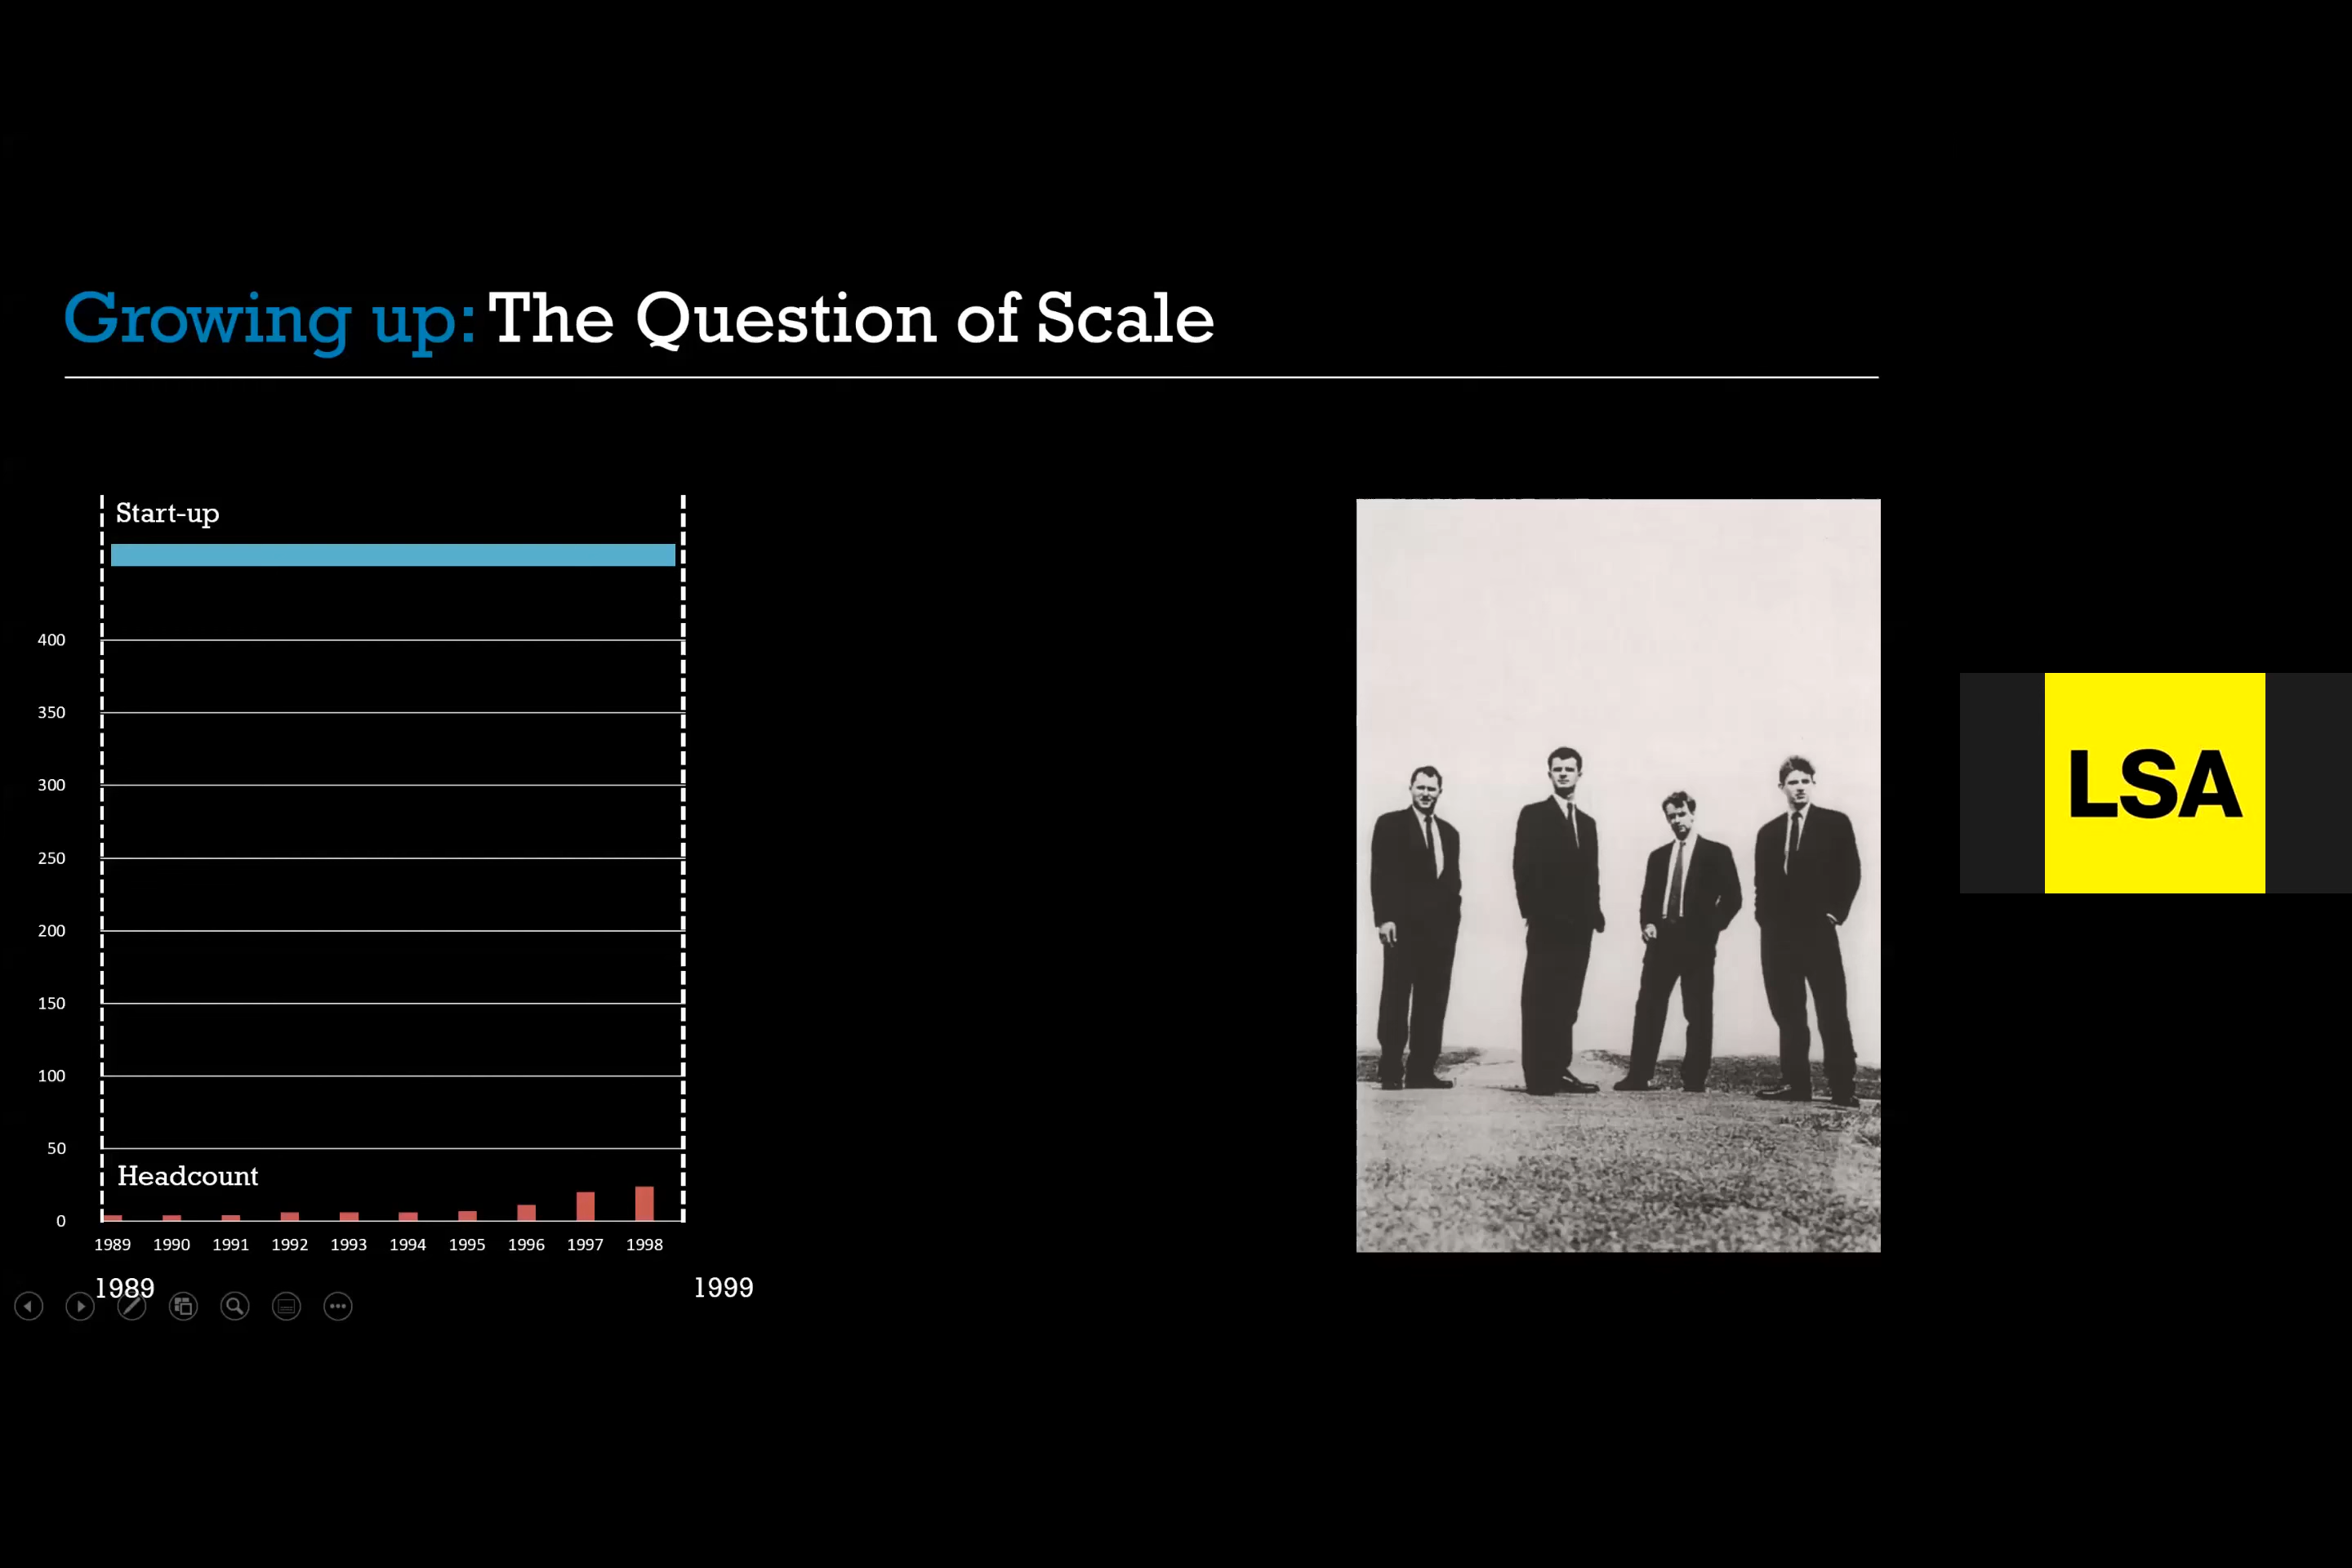 Growing up: The Question of Scale
Start-up
400
350
300
250
200
150
100
50
Headcount
0
1989 1990 1991 1992 1993 1994 1995 1996 1997 1998
1989 1999
LSA